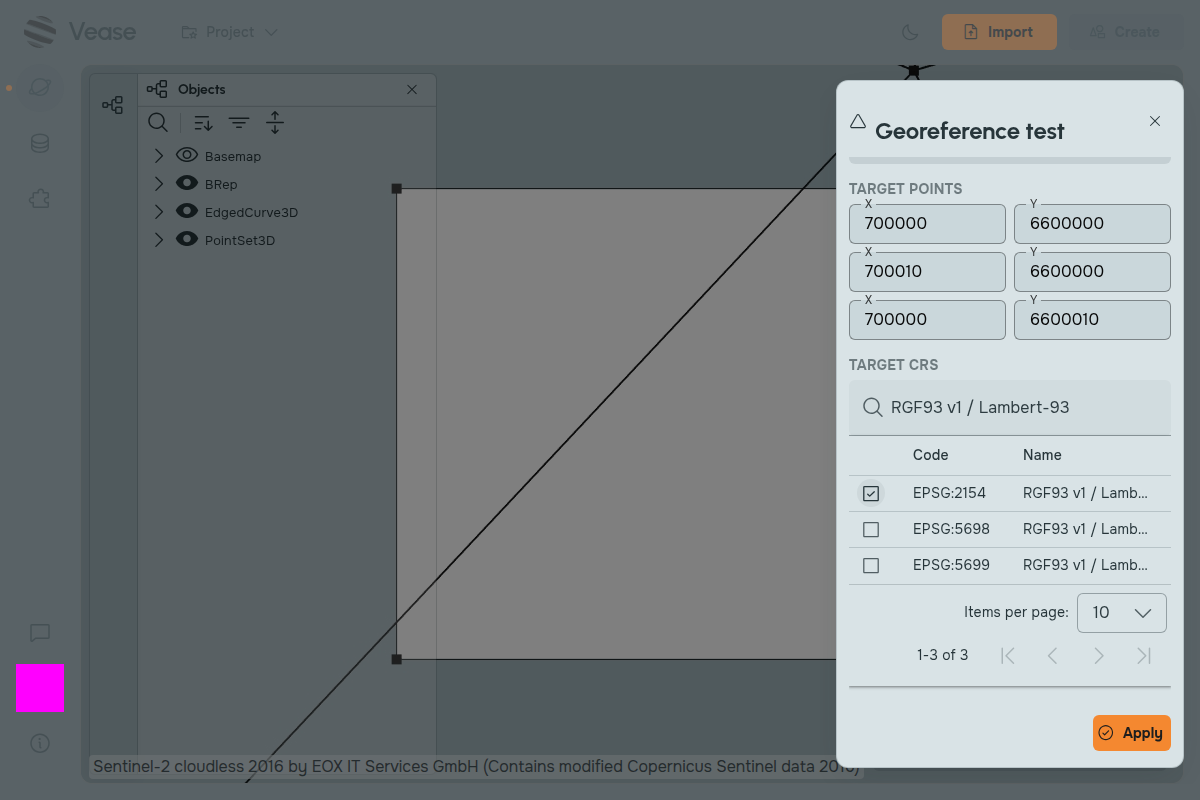 Vease
Project
Import
Create
Objects
Basemap
BRep
EdgedCurve3D
PointSet3D
Georeference test
TARGET POINTS
X Y
700000 6600000
X Y
700010 6600000
X Y
700000 6600010
TARGET CRS
RGF93 v1 / Lambert-93
Code Name
EPSG:2154 RGF93 v1 / Lamb...
EPSG:5698 RGF93 v1 / Lamb...
EPSG:5699 RGF93 v1 / Lamb...
Items per page: 10
1-3 of 3
Apply
Sentinel-2 cloudless 2016 by EOX IT Services GmbH (Contains modified Copernicus Sentinel data 2016)